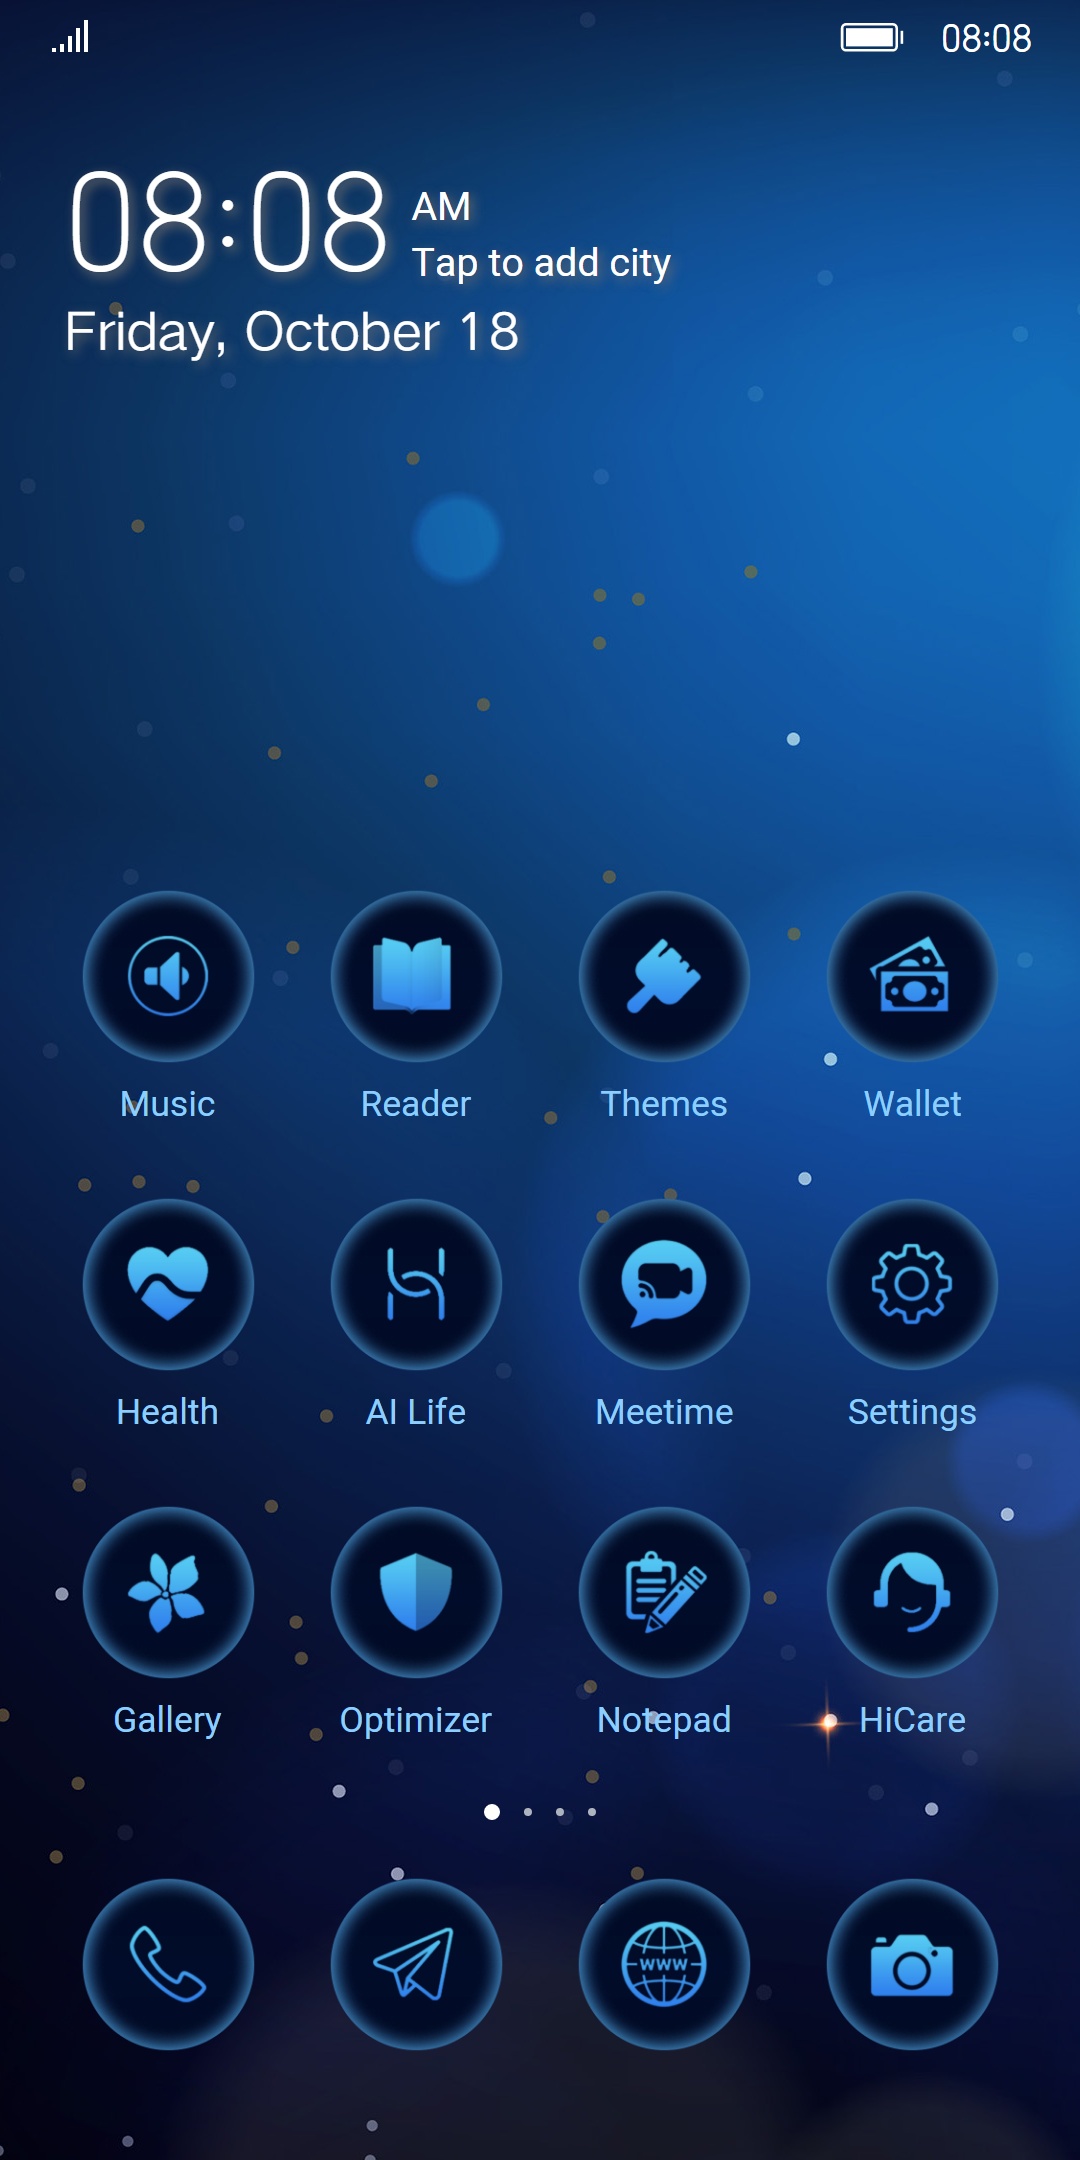 08:08
08:08 AM
Tap to add city
Friday, October 18
Music Reader Themes Wallet
Health AI Life Meetime Settings
Gallery Optimizer Notepad HiCare
WWW